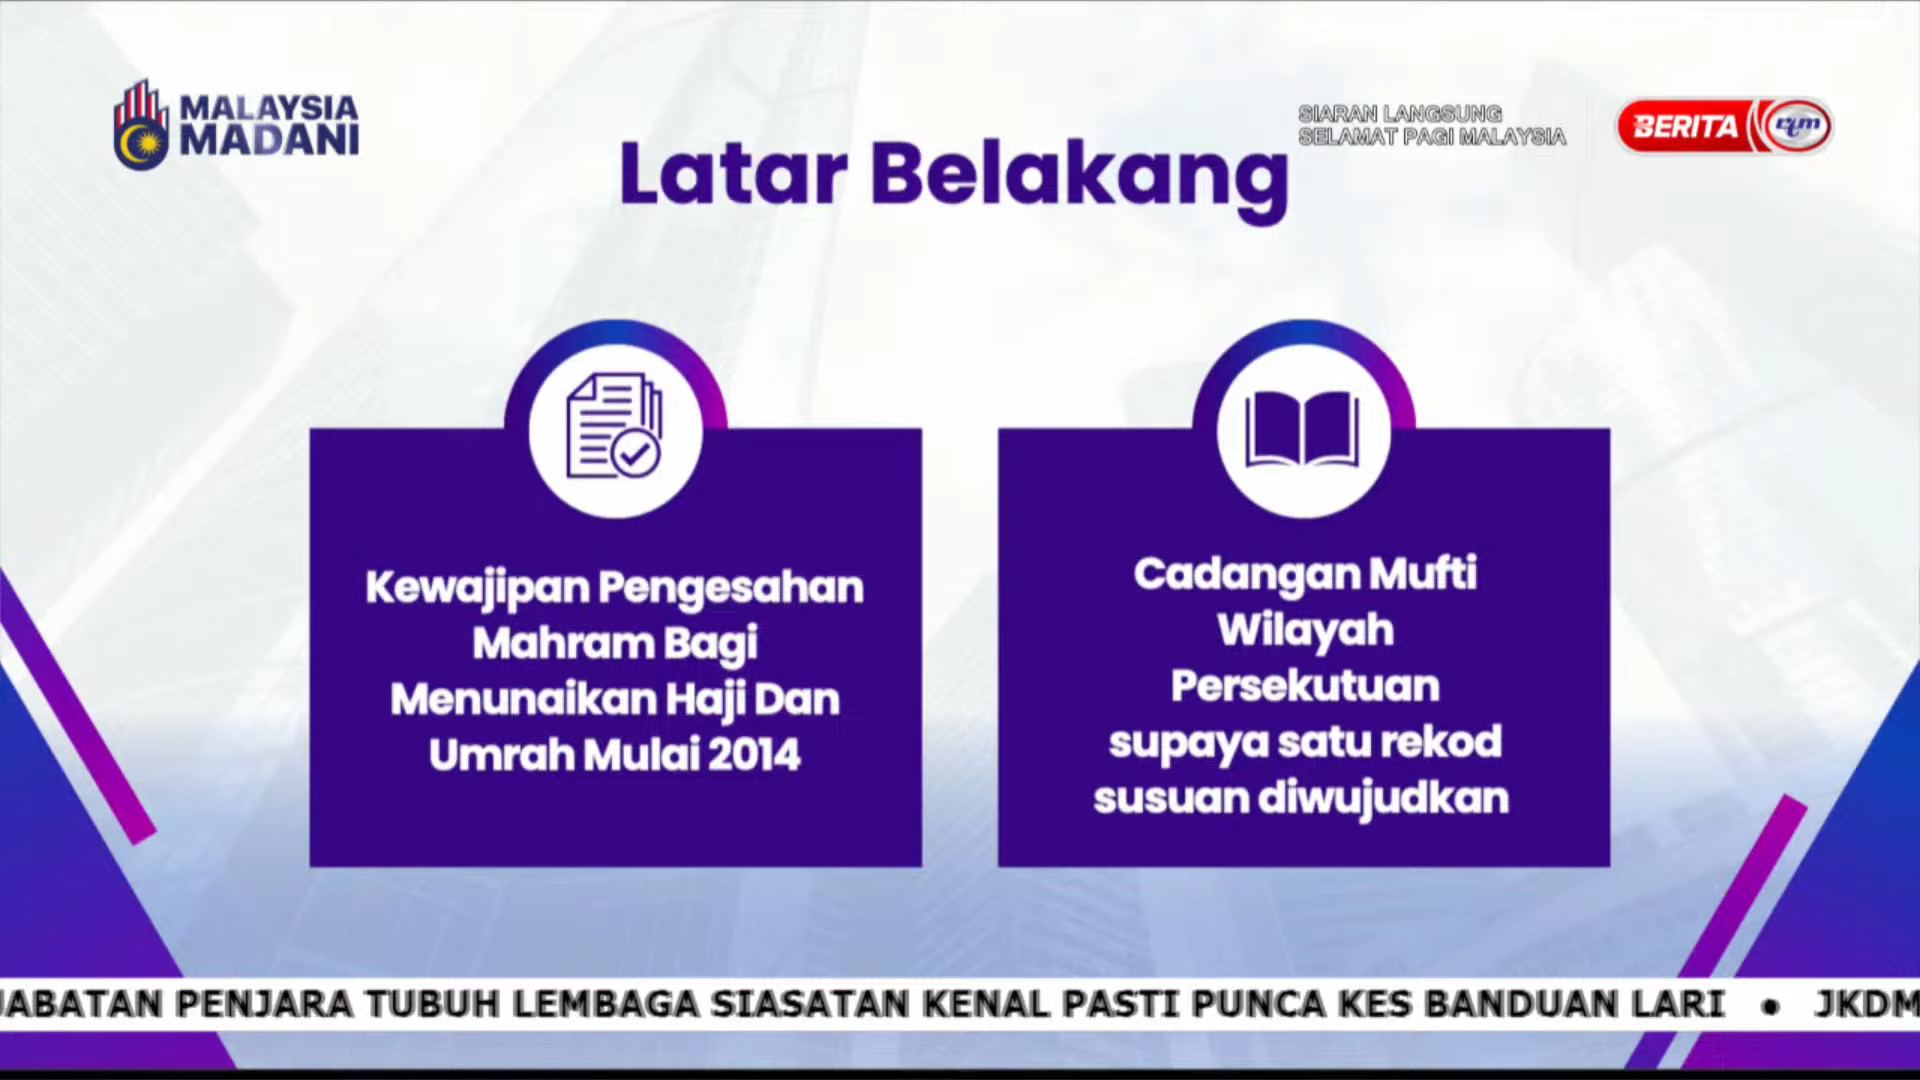 MALAYSIA
MADANI
SIARAN LANGSUNG
SELAMAT PAGI MALAYSIA
BERITA rtm
Latar Belakang
Kewajipan Pengesahan
Mahram Bagi
Menunaikan Haji Dan
Umrah Mulai 2014
Cadangan Mufti
Wilayah
Persekutuan
supaya satu rekod
susuan diwujudkan
JABATAN PENJARA TUBUH LEMBAGA SIASATAN KENAL PASTI PUNCA KES BANDUAN LARI • JKDM